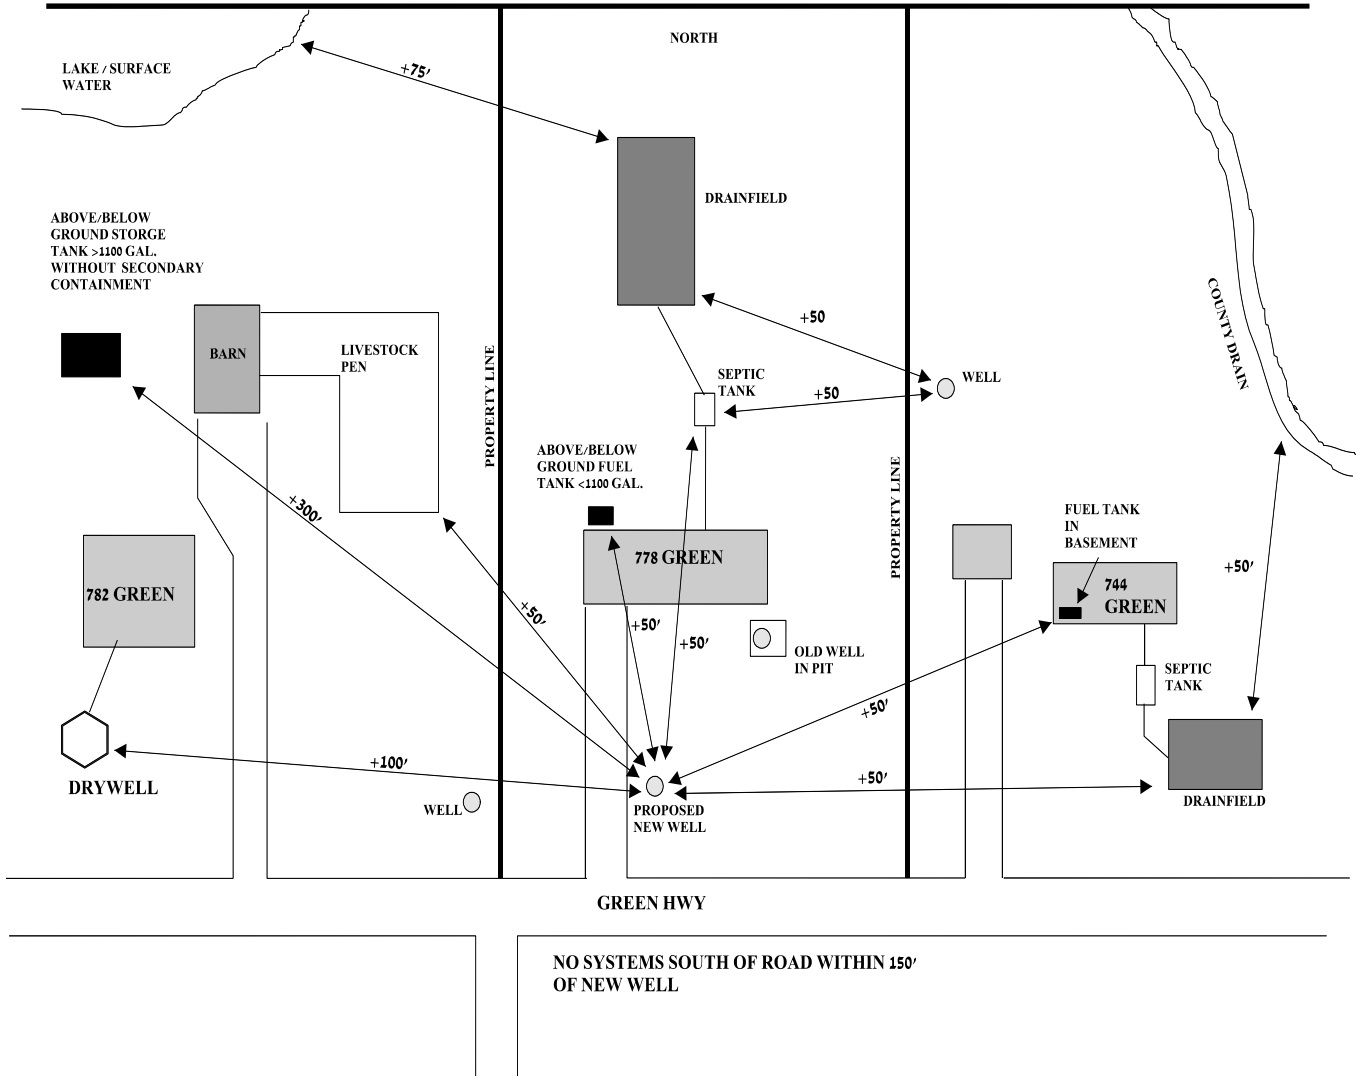 NORTH
LAKE / SURFACE
WATER
+75'
DRAINFIELD
ABOVE/BELOW
GROUND STORGE
TANK >1100 GAL.
WITHOUT SECONDARY
CONTAINMENT
BARN
LIVESTOCK
PEN
PROPERTY LINE
+50
SEPTIC
TANK
+50
WELL
COUNTY DRAIN
ABOVE/BELOW
GROUND FUEL
TANK <1100 GAL.
PROPERTY LINE
+300'
778 GREEN
FUEL TANK
IN
BASEMENT
+50'
782 GREEN
744
GREEN
+50'
+50'
+50'
OLD WELL
IN PIT
SEPTIC
TANK
+50'
+100'
+50'
DRYWELL
WELL
PROPOSED
NEW WELL
DRAINFIELD
GREEN HWY
NO SYSTEMS SOUTH OF ROAD WITHIN 150'
OF NEW WELL